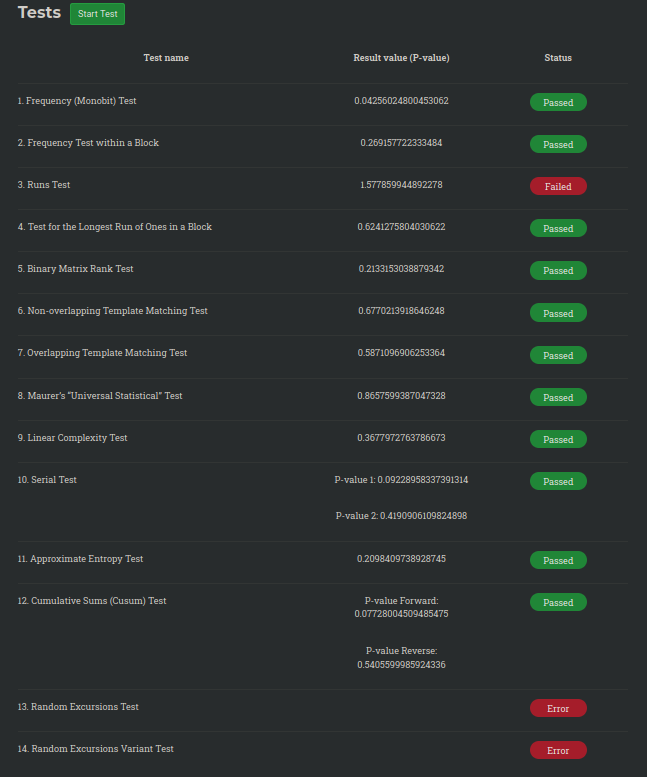 Tests Start Test
Test name Result value (P-value) Status
1. Frequency (Monobit) Test 0.04256024800453062 Passed
2. Frequency Test within a Block 0.269157722333484 Passed
3. Runs Test 1.577859944892278 Failed
4. Test for the Longest Run of Ones in a Block 0.6241275804030622 Passed
5. Binary Matrix Rank Test 0.2133153038879342 Passed
6. Non-overlapping Template Matching Test 0.6770213918646248 Passed
7. Overlapping Template Matching Test 0.5871096906253364 Passed
8. Maurer's "Universal Statistical" Test 0.8657599387047328 Passed
9. Linear Complexity Test 0.3677972763786673 Passed
10. Serial Test P-value 1: 0.09228958337391314 Passed
P-value 2: 0.4190906109824898
11. Approximate Entropy Test 0.2098409738928745 Passed
12. Cumulative Sums (Cusum) Test P-value Forward: Passed
0.07728004509485475
P-value Reverse:
0.5405599985924336
13. Random Excursions Test Error
14. Random Excursions Variant Test Error